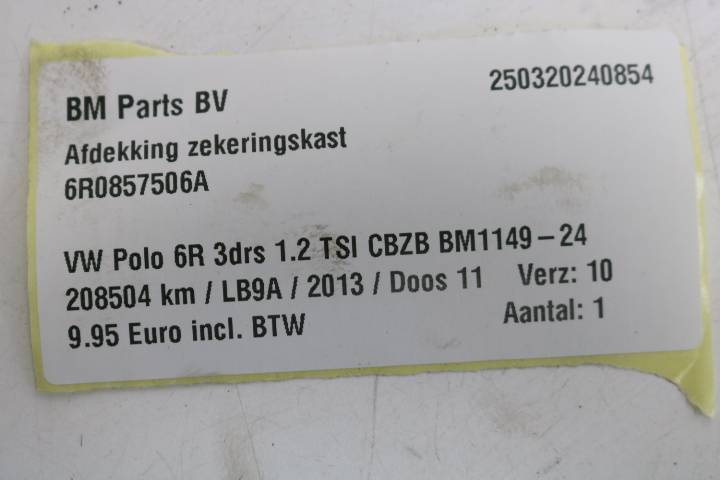 BM Parts BV 250320240854
Afdekking zekeringskast
6R0857506A
VW Polo 6R 3drs 1.2 TSI CBZB BM1149-24
208504 km / LB9A / 2013 / Doos 11 Verz: 10
9.95 Euro incl. BTW Aantal: 1